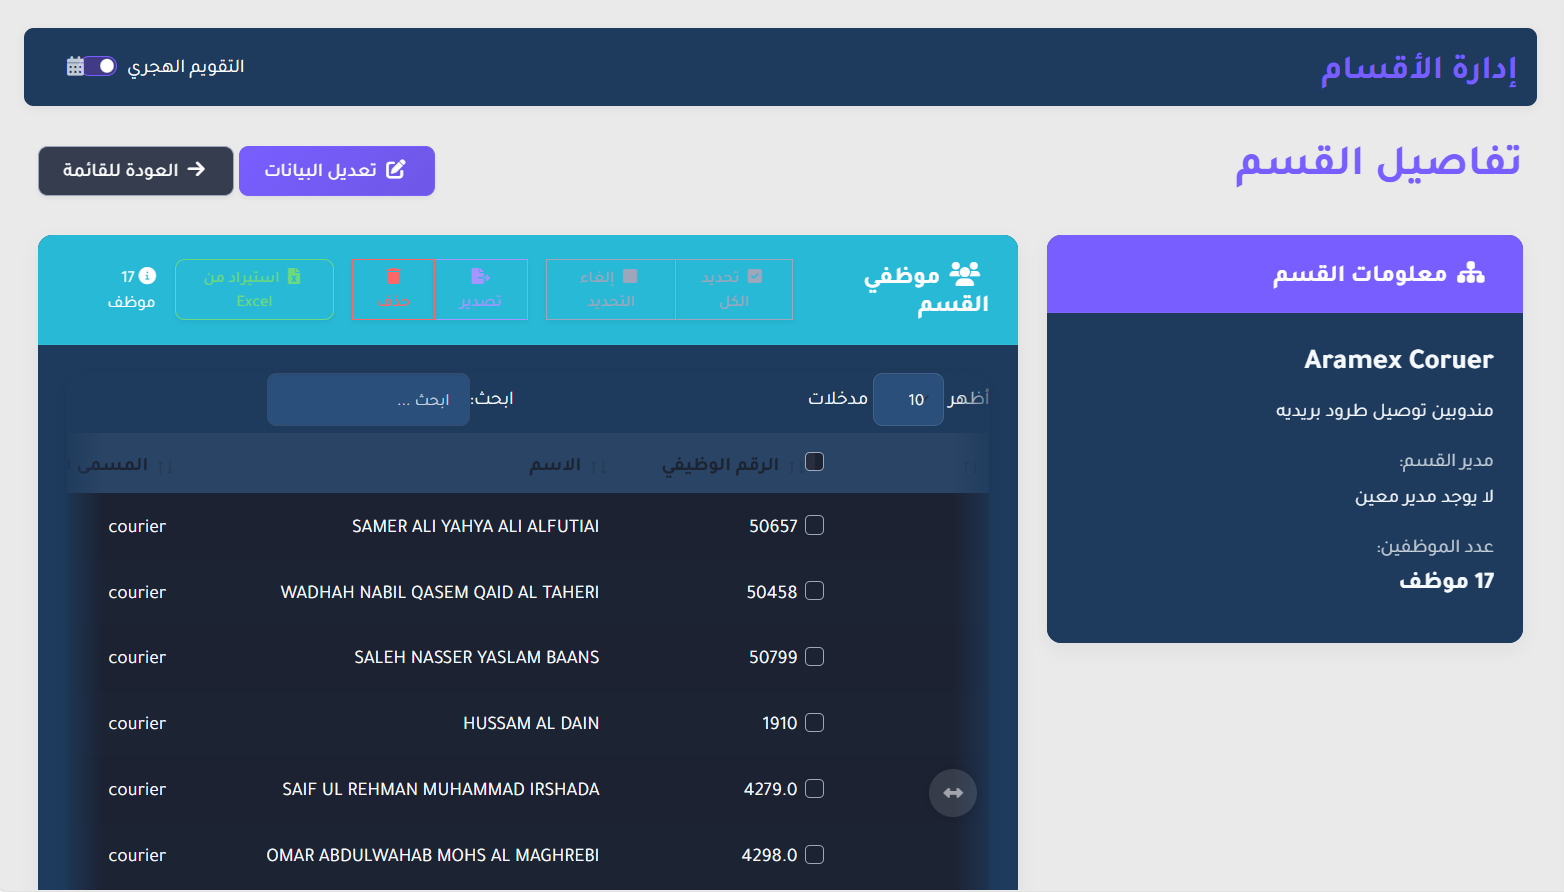 إدارة الأقسام
التقويم الهجري
تفاصيل القسم
تعديل البيانات
العودة للقائمة
معلومات القسم
Aramex Coruer
مندوبين توصيل طرود بريديه
مدير القسم:
لا يوجد مدير معين
عدد الموظفين:
17 موظف
موظفي
القسم
تحديد
الكل
إلغاء
التحديد
تصدير
حذف
استيراد من
Excel
17
موظف
أظهر 10 مدخلات
ابحث: ابحث ...
الرقم الوظيفي الاسم المسمى
50657 SAMER ALI YAHYA ALI ALFUTIAI courier
50458 WADHAH NABIL QASEM QAID AL TAHERI courier
50799 SALEH NASSER YASLAM BAANS courier
1910 HUSSAM AL DAIN courier
4279.0 SAIF UL REHMAN MUHAMMAD IRSHADA courier
4298.0 OMAR ABDULWAHAB MOHS AL MAGHREBI courier